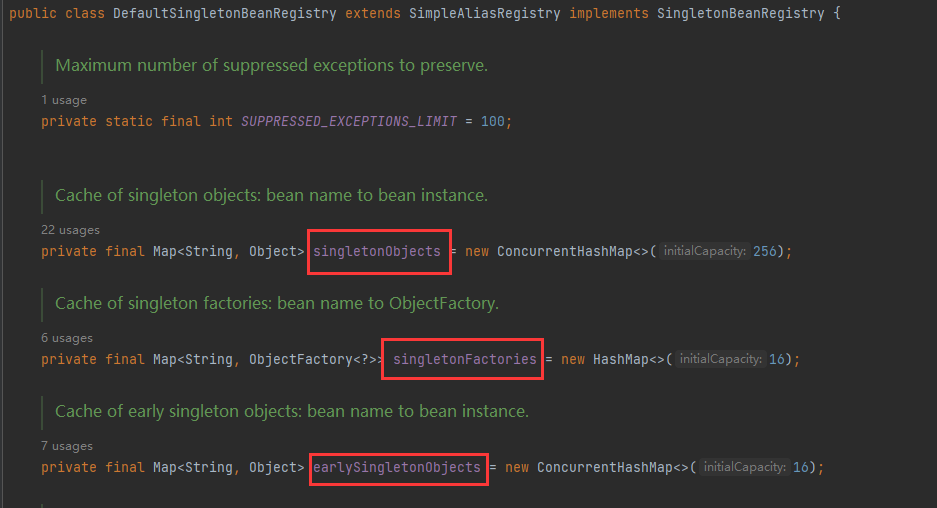 public class DefaultSingletonBeanRegistry extends SimpleAliasRegistry implements SingletonBeanRegistry {
Maximum number of suppressed exceptions to preserve.
1 usage
private static final int SUPPRESSED_EXCEPTIONS_LIMIT = 100;
Cache of singleton objects: bean name to bean instance.
22 usages
private final Map<String, Object> singletonObjects = new ConcurrentHashMap<>( initialCapacity: 256);
Cache of singleton factories: bean name to ObjectFactory.
6 usages
private final Map<String, ObjectFactory<?>> singletonFactories = new HashMap<>( initialCapacity: 16);
Cache of early singleton objects: bean name to bean instance.
7 usages
private final Map<String, Object> earlySingletonObjects = new ConcurrentHashMap<>( initialCapacity: 16);